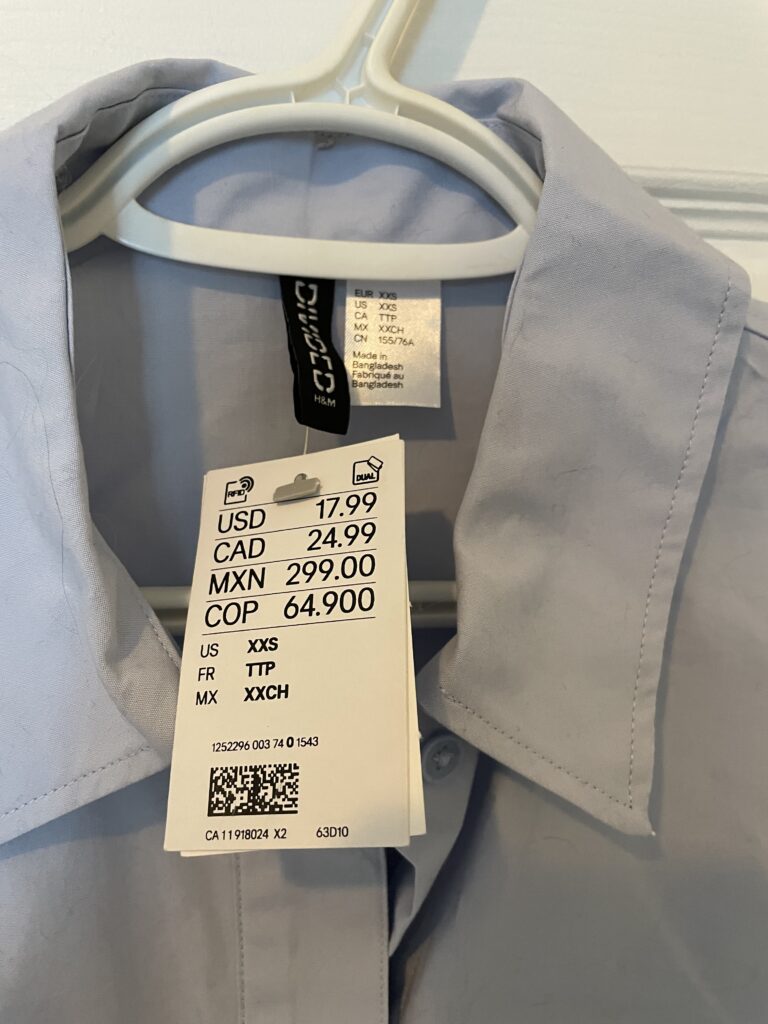 DIVIDED
H&M
EUR XXS
US XXS
CA TTP
MX XXCH
CN 155/76A
Made in
Bangladesh
Fabriqué au
Bangladesh
RFID
DUAL
USD 17.99
CAD 24.99
MXN 299.00
COP 64.900
US XXS
FR TTP
MX XXCH
1252296 003 74 0 1543
CA 11918024 X2 63D10